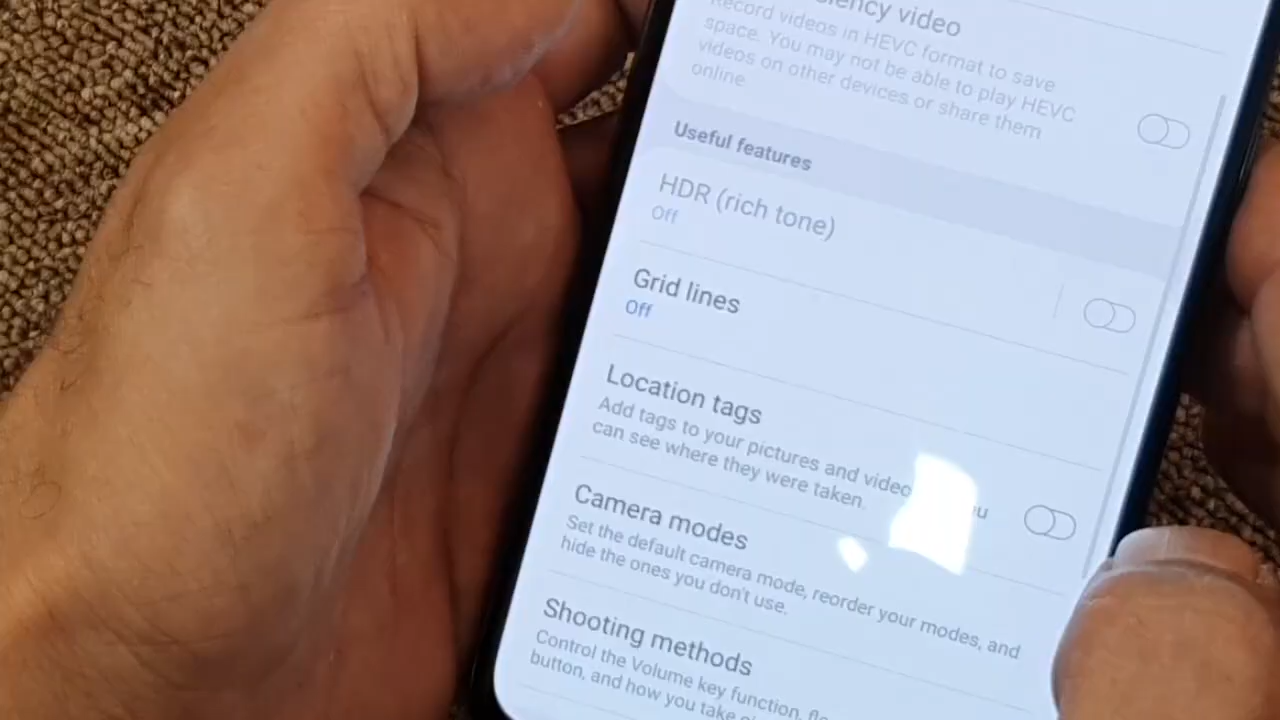 video
Record videos in HEVC format to save
space. You may not be able to play HEVC
videos on other devices or share them
online.
Useful features
HDR (rich tone)
Off
Grid lines
Off
Location tags
Add tags to your pictures and video
can see where they were taken.
Camera modes
Set the default camera mode, reorder your modes, and
hide the ones you don't use.
Shooting methods
Control the Volume key function,
button, and how you take